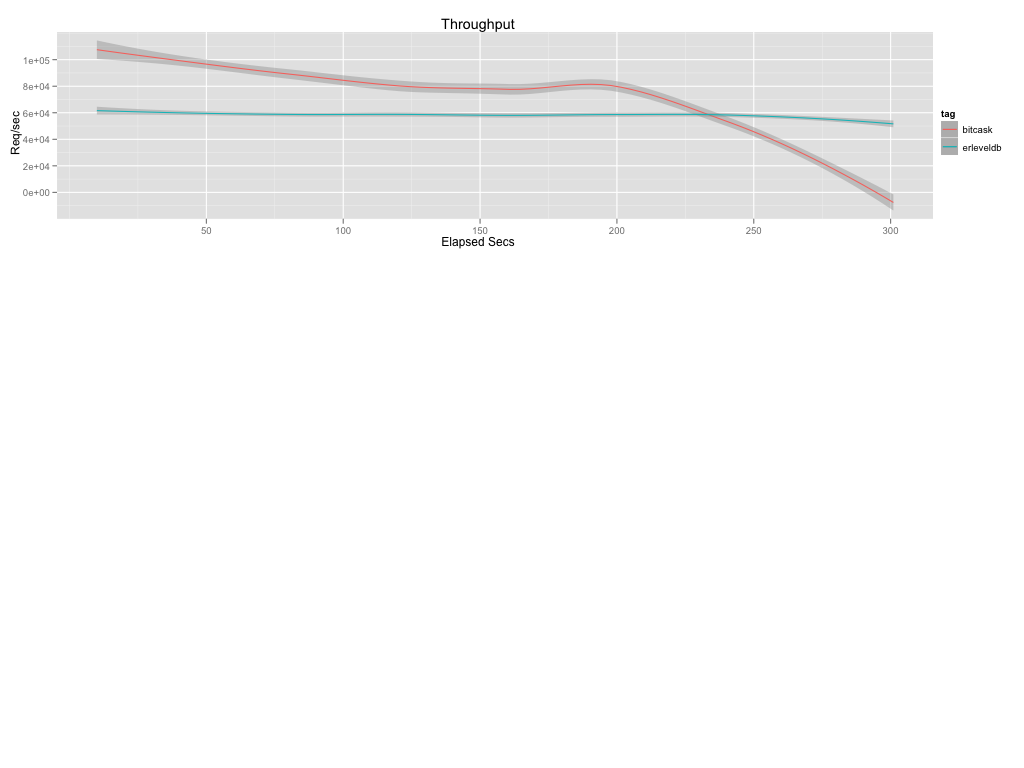 Throughput
Req/sec
1e+05
8e+04
6e+04
4e+04
2e+04
0e+00
50
100
150
200
250
300
Elapsed Secs
tag
bitcask
erleveldb